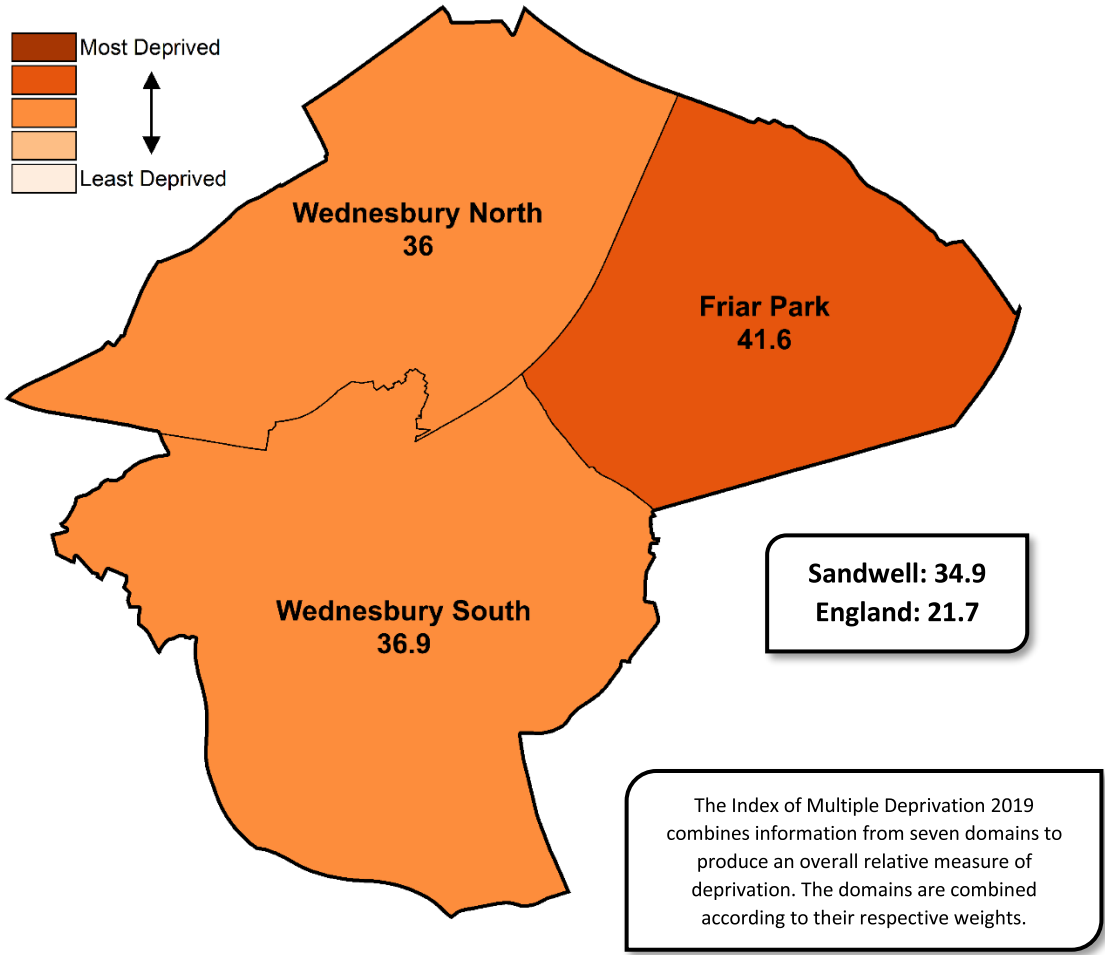 Most Deprived
Least Deprived
Wednesbury North
36
Friar Park
41.6
Wednesbury South
36.9
Sandwell: 34.9
England: 21.7
The Index of Multiple Deprivation 2019
combines information from seven domains to
produce an overall relative measure of
deprivation. The domains are combined
according to their respective weights.